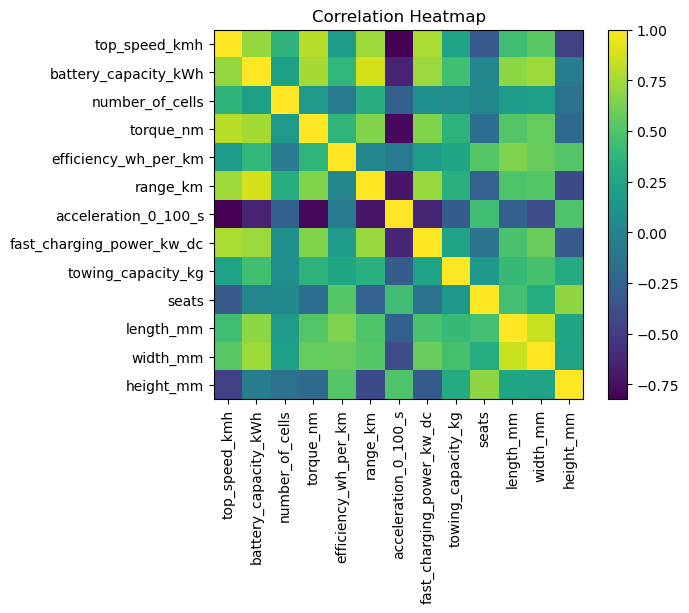 Correlation Heatmap
top_speed_kmh
battery_capacity_kWh
number_of_cells
torque_nm
efficiency_wh_per_km
range_km
acceleration_0_100_s
fast_charging_power_kw_dc
towing_capacity_kg
seats
length_mm
width_mm
height_mm
top_speed_kmh
battery_capacity_kWh
number_of_cells
torque_nm
efficiency_wh_per_km
range_km
acceleration_0_100_s
fast_charging_power_kw_dc
towing_capacity_kg
seats
length_mm
width_mm
height_mm
1.00
0.75
0.50
0.25
0.00
−0.25
−0.50
−0.75